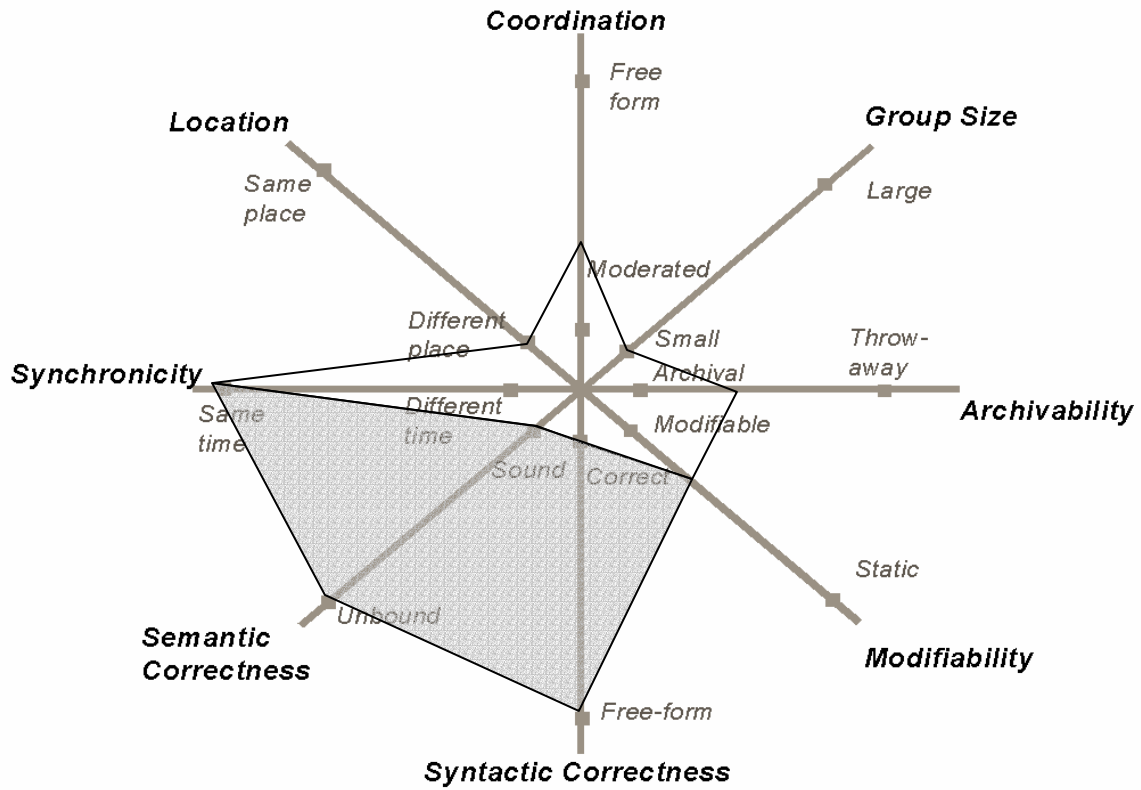 Coordination
Free
form
Group Size
Location
Same
place
Large
Moderated
Different
place
Small
Throw-
away
Archival
Synchronicity
Same
time
Different
time
Modifiable
Archivability
Sound
Correct
Static
Unbound
Semantic
Correctness
Modifiability
Free-form
Syntactic Correctness